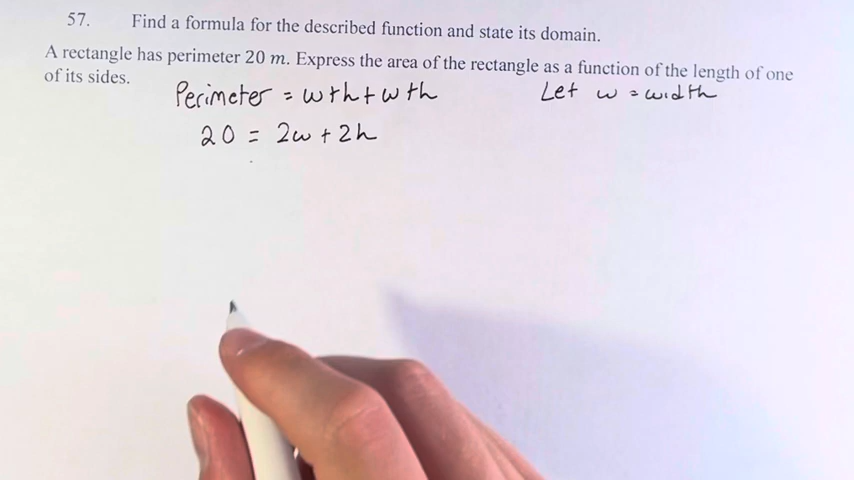 57. Find a formula for the described function and state its domain.
A rectangle has perimeter 20 m. Express the area of the rectangle as a function of the length of one
of its sides.
Perimeter = w+h+w+h Let w = width
20 = 2w + 2h